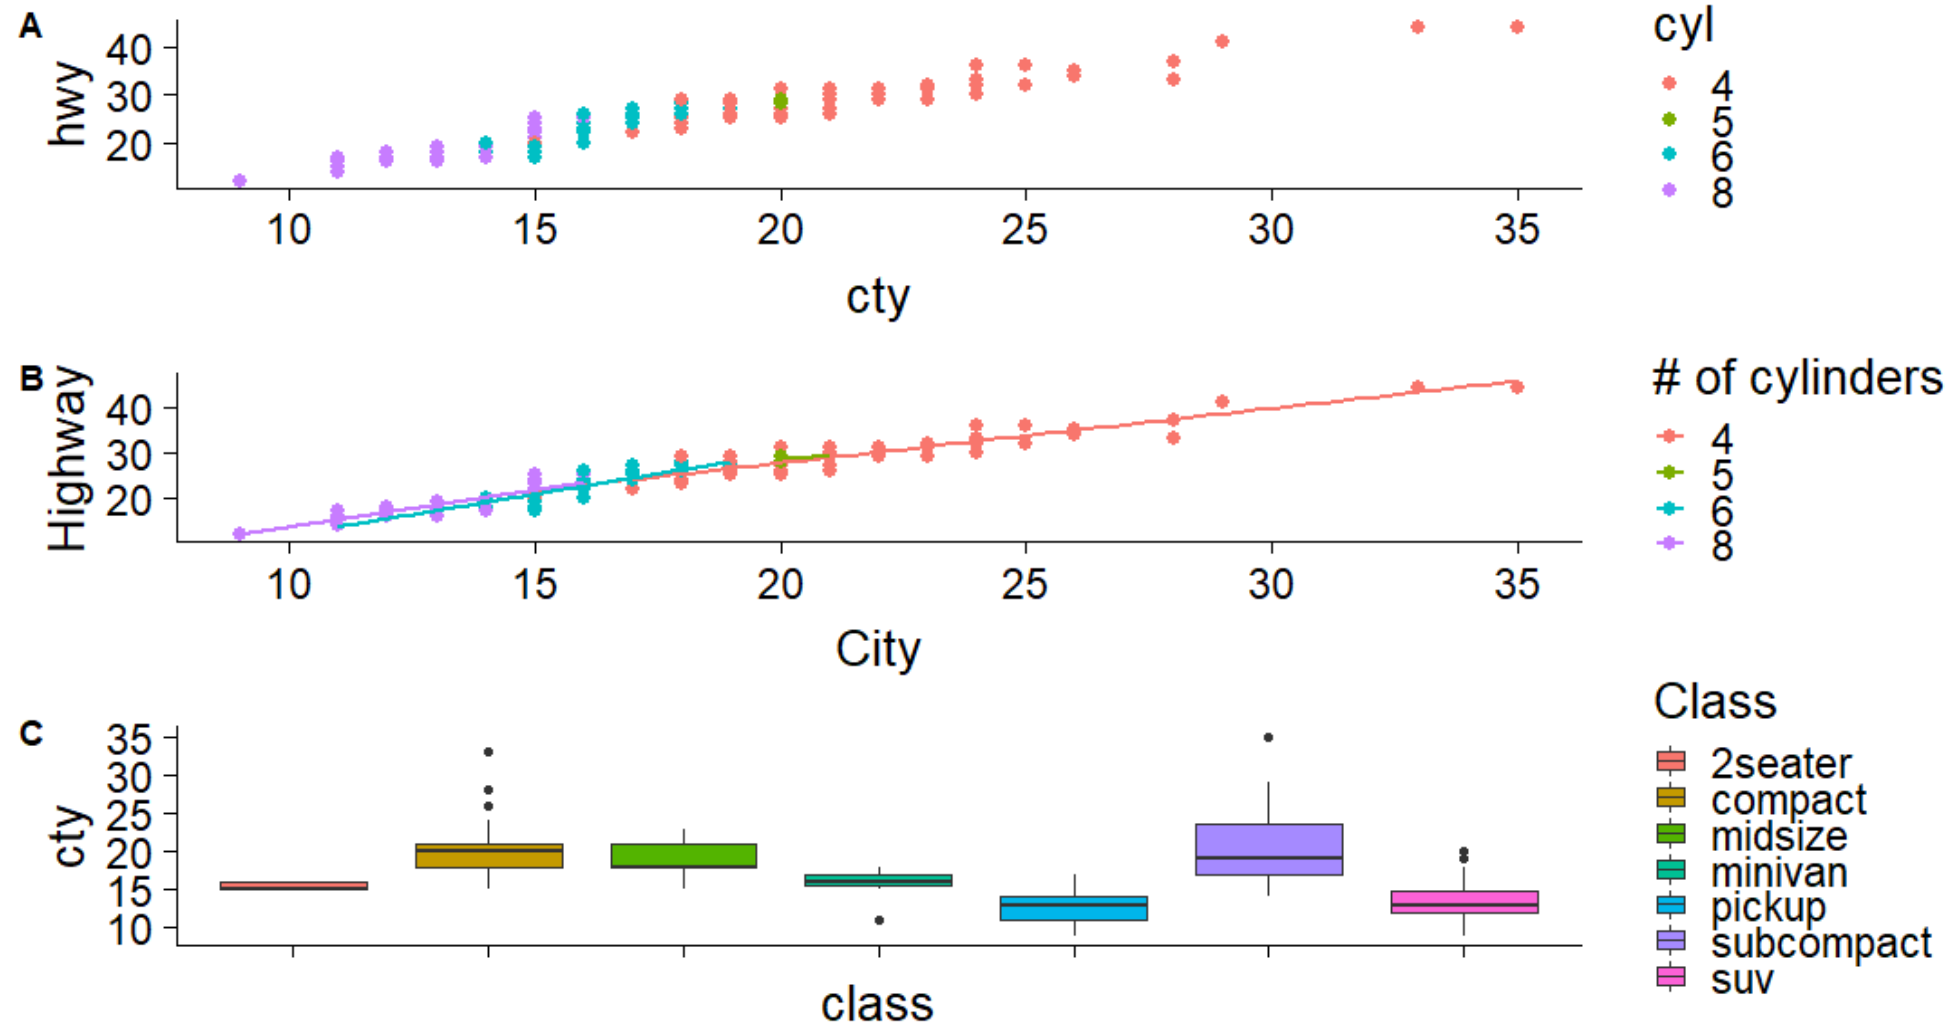 A
hwy
40
30
20
10 15 20 25 30 35
cty
cyl
4
5
6
8
B
Highway
40
30
20
10 15 20 25 30 35
City
# of cylinders
4
5
6
8
C
cty
35
30
25
20
15
10
class
Class
2seater
compact
midsize
minivan
pickup
subcompact
suv